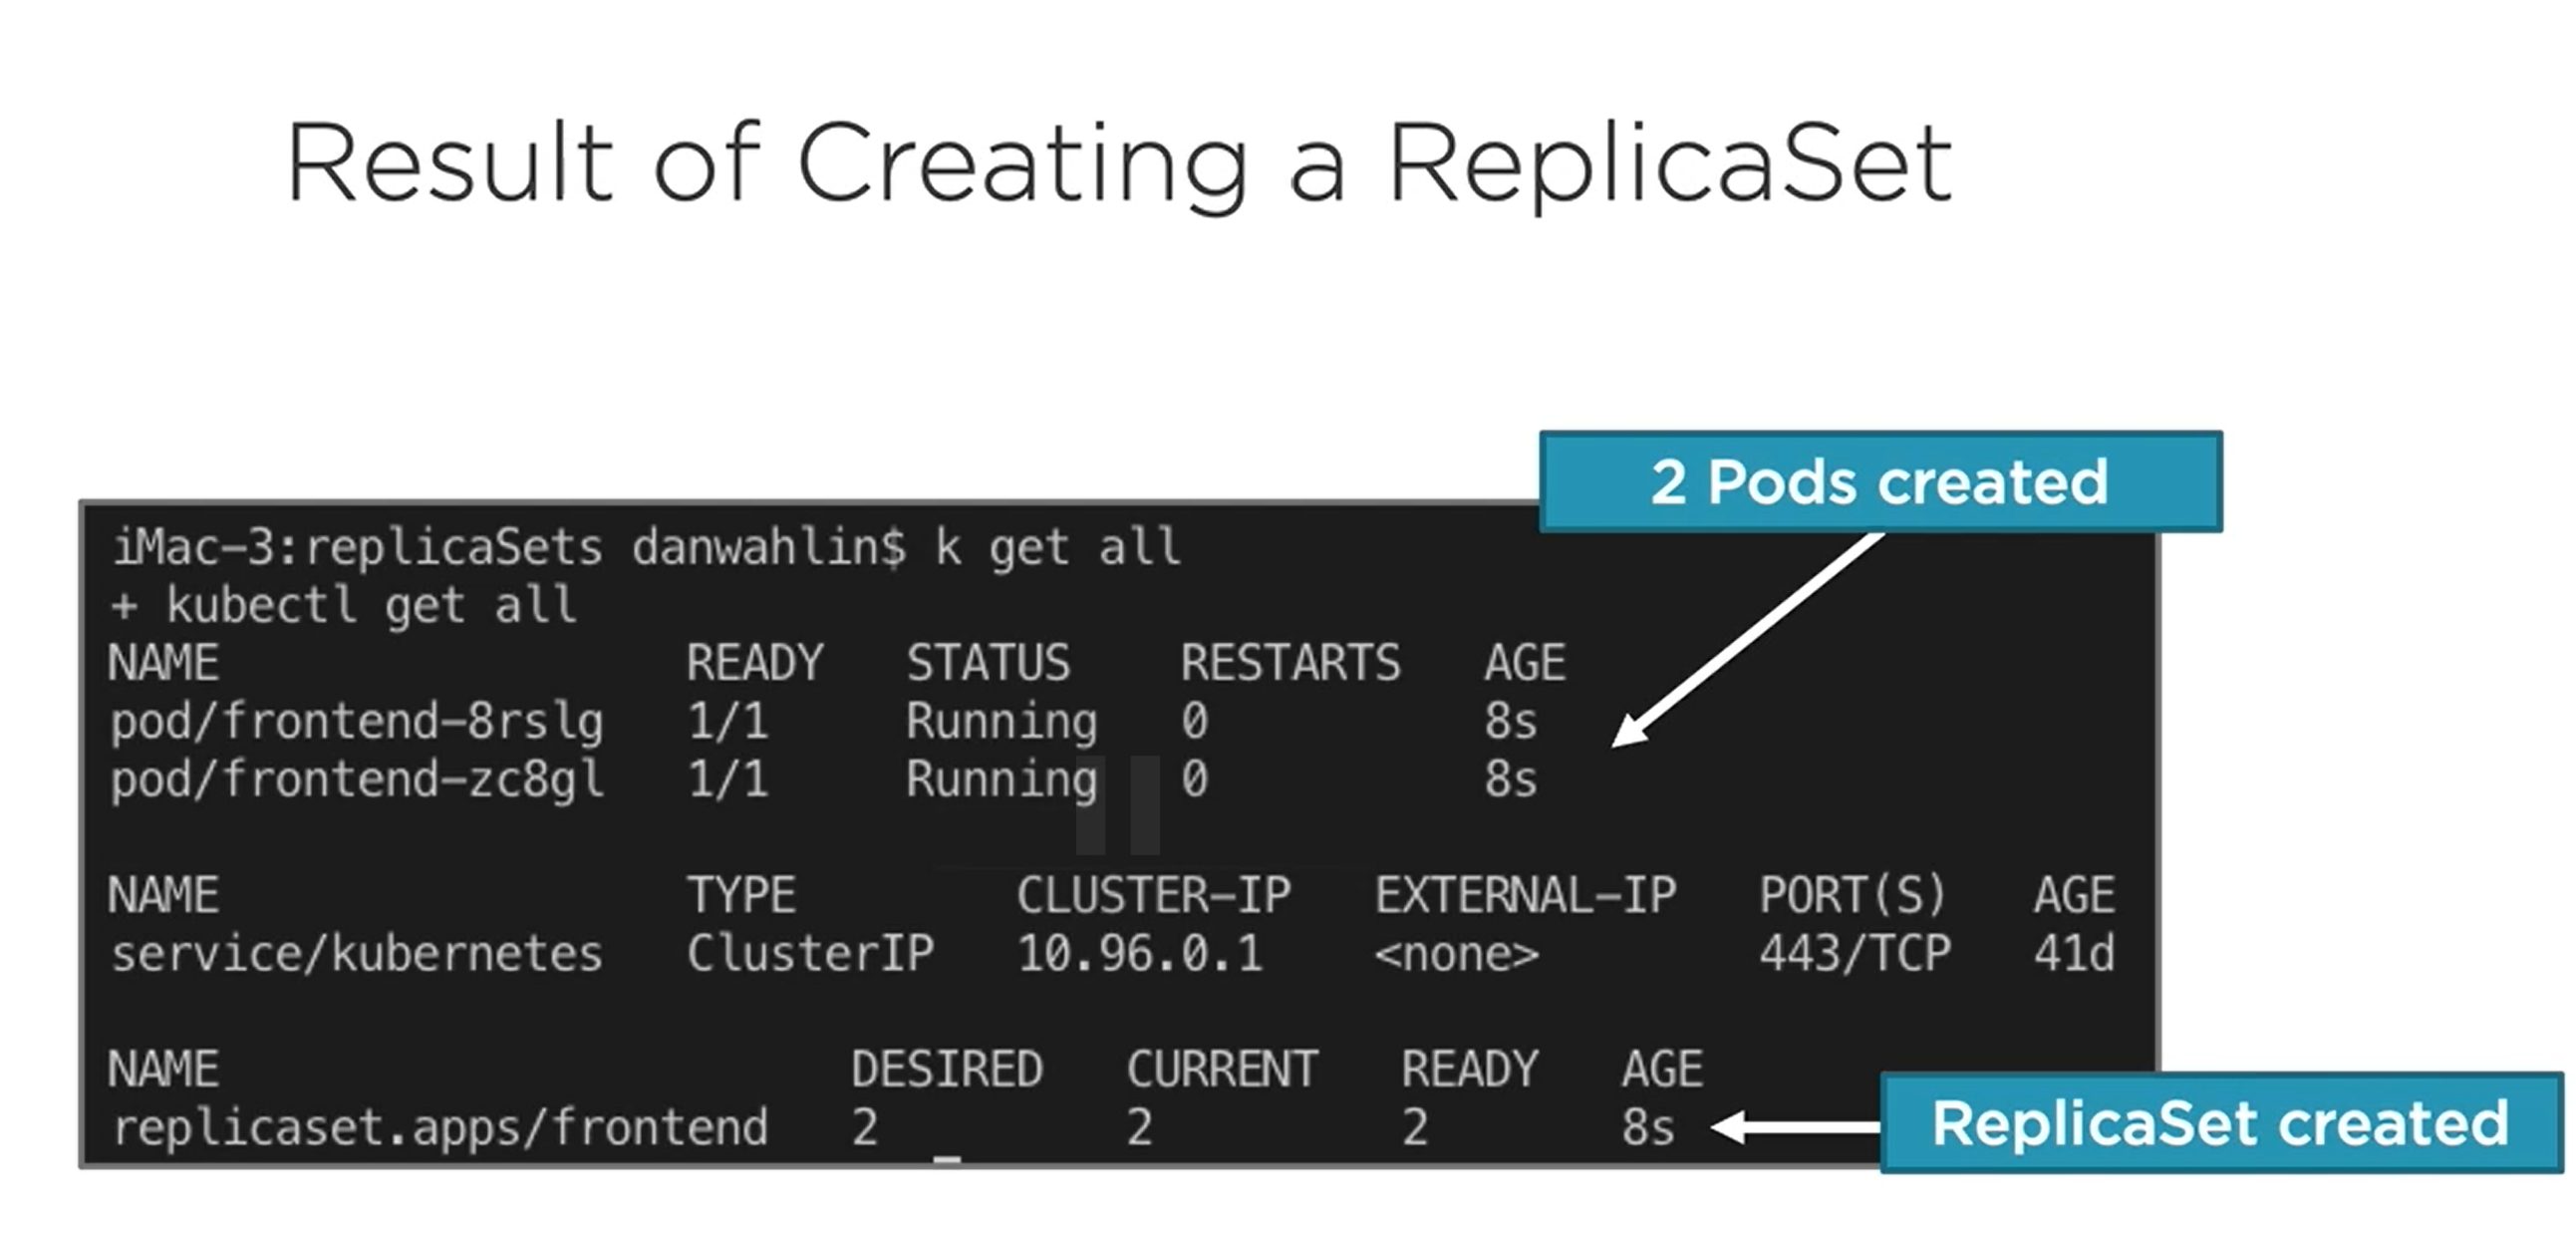 Result of Creating a ReplicaSet
2 Pods created
iMac-3:replicaSets danwahlin$ k get all
+ kubectl get all
NAME READY STATUS RESTARTS AGE
pod/frontend-8rslg 1/1 Running 0 8s
pod/frontend-zc8gl 1/1 Running 0 8s
NAME TYPE CLUSTER-IP EXTERNAL-IP PORT(S) AGE
service/kubernetes ClusterIP 10.96.0.1 <none> 443/TCP 41d
NAME DESIRED CURRENT READY AGE
replicaset.apps/frontend 2 2 2 8s
ReplicaSet created